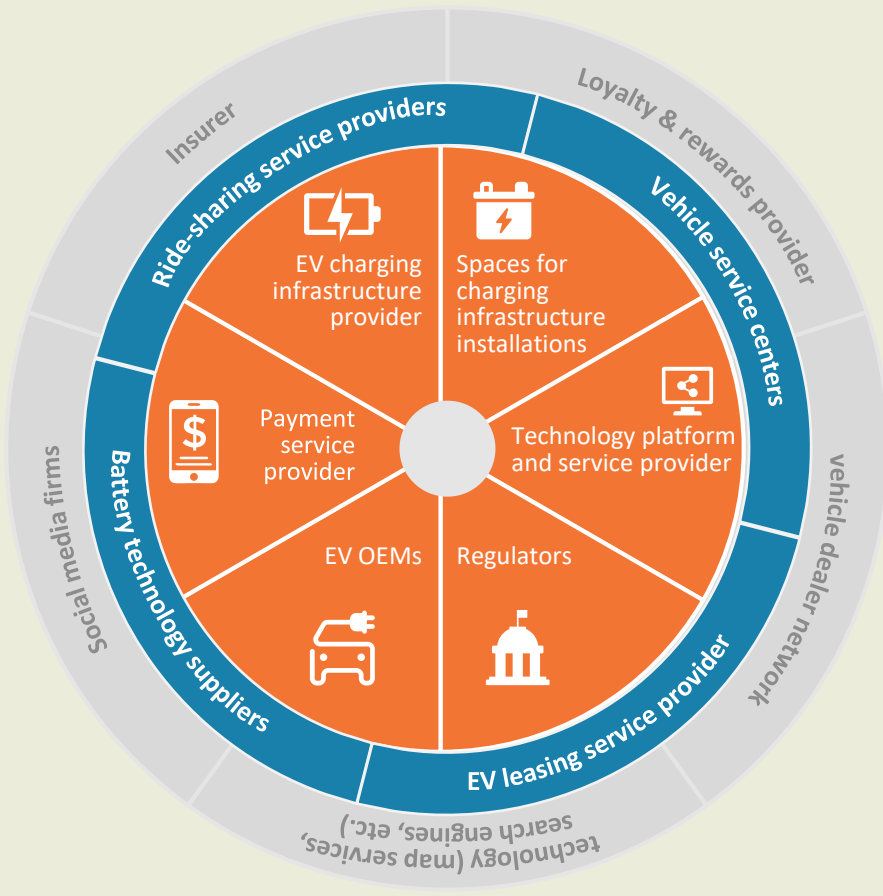 Insurer
Loyalty & rewards provider
vehicle dealer network
technology (map services,
search engines, etc.)
Social media firms
Ride-sharing service providers
Vehicle service centers
EV leasing service provider
Battery technology suppliers
EV charging
infrastructure
provider
Spaces for
charging
infrastructure
installations
Technology platform
and service provider
Regulators
EV OEMs
Payment
service
provider
$